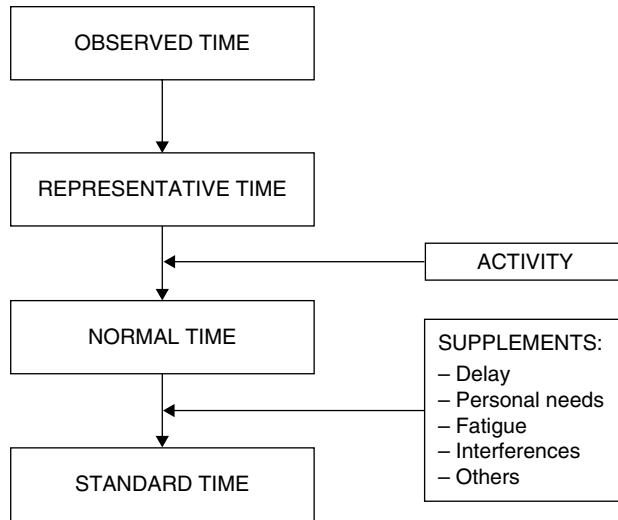 OBSERVED TIME
REPRESENTATIVE TIME
ACTIVITY
NORMAL TIME
SUPPLEMENTS:
– Delay
– Personal needs
– Fatigue
– Interferences
– Others
STANDARD TIME